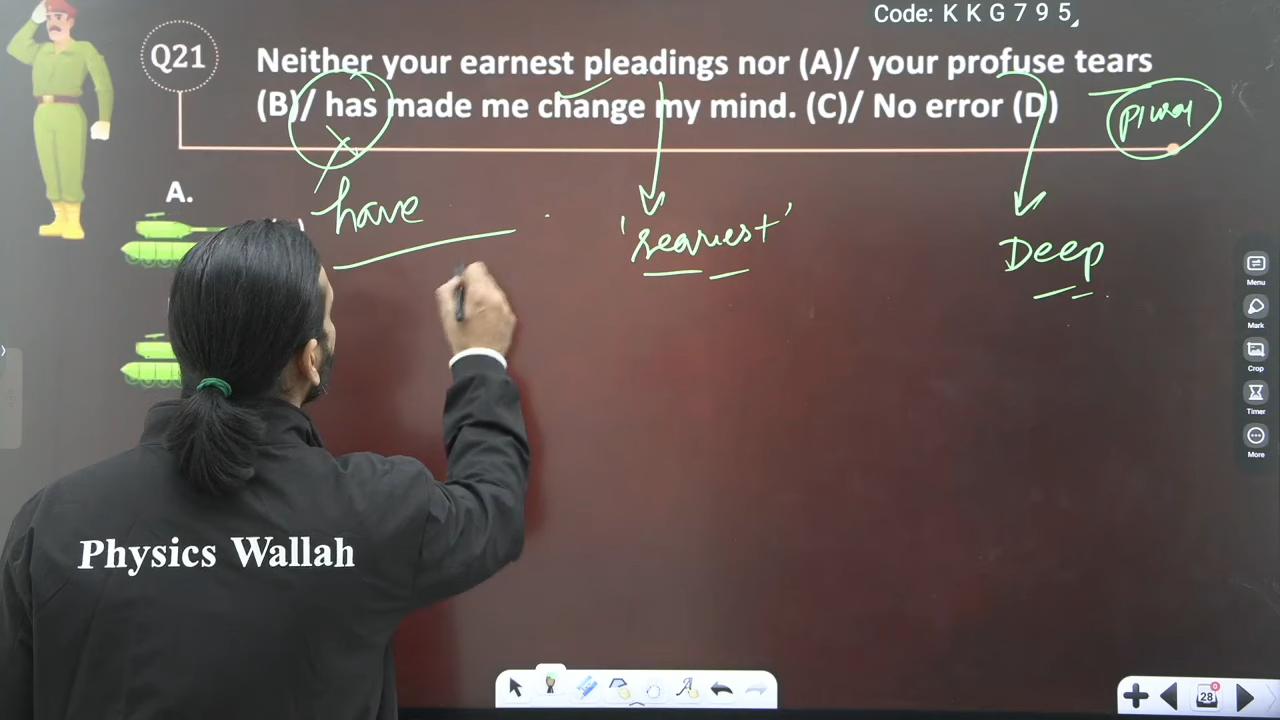 Code: K K G 7 9 5
Q21
Neither your earnest pleadings nor (A)/ your profuse tears
(B)/ has made me change my mind. (C)/ No error (D)
plural
A.
have
Deep
Menu
Mark
Crop
Timer
More
Physics Wallah
28